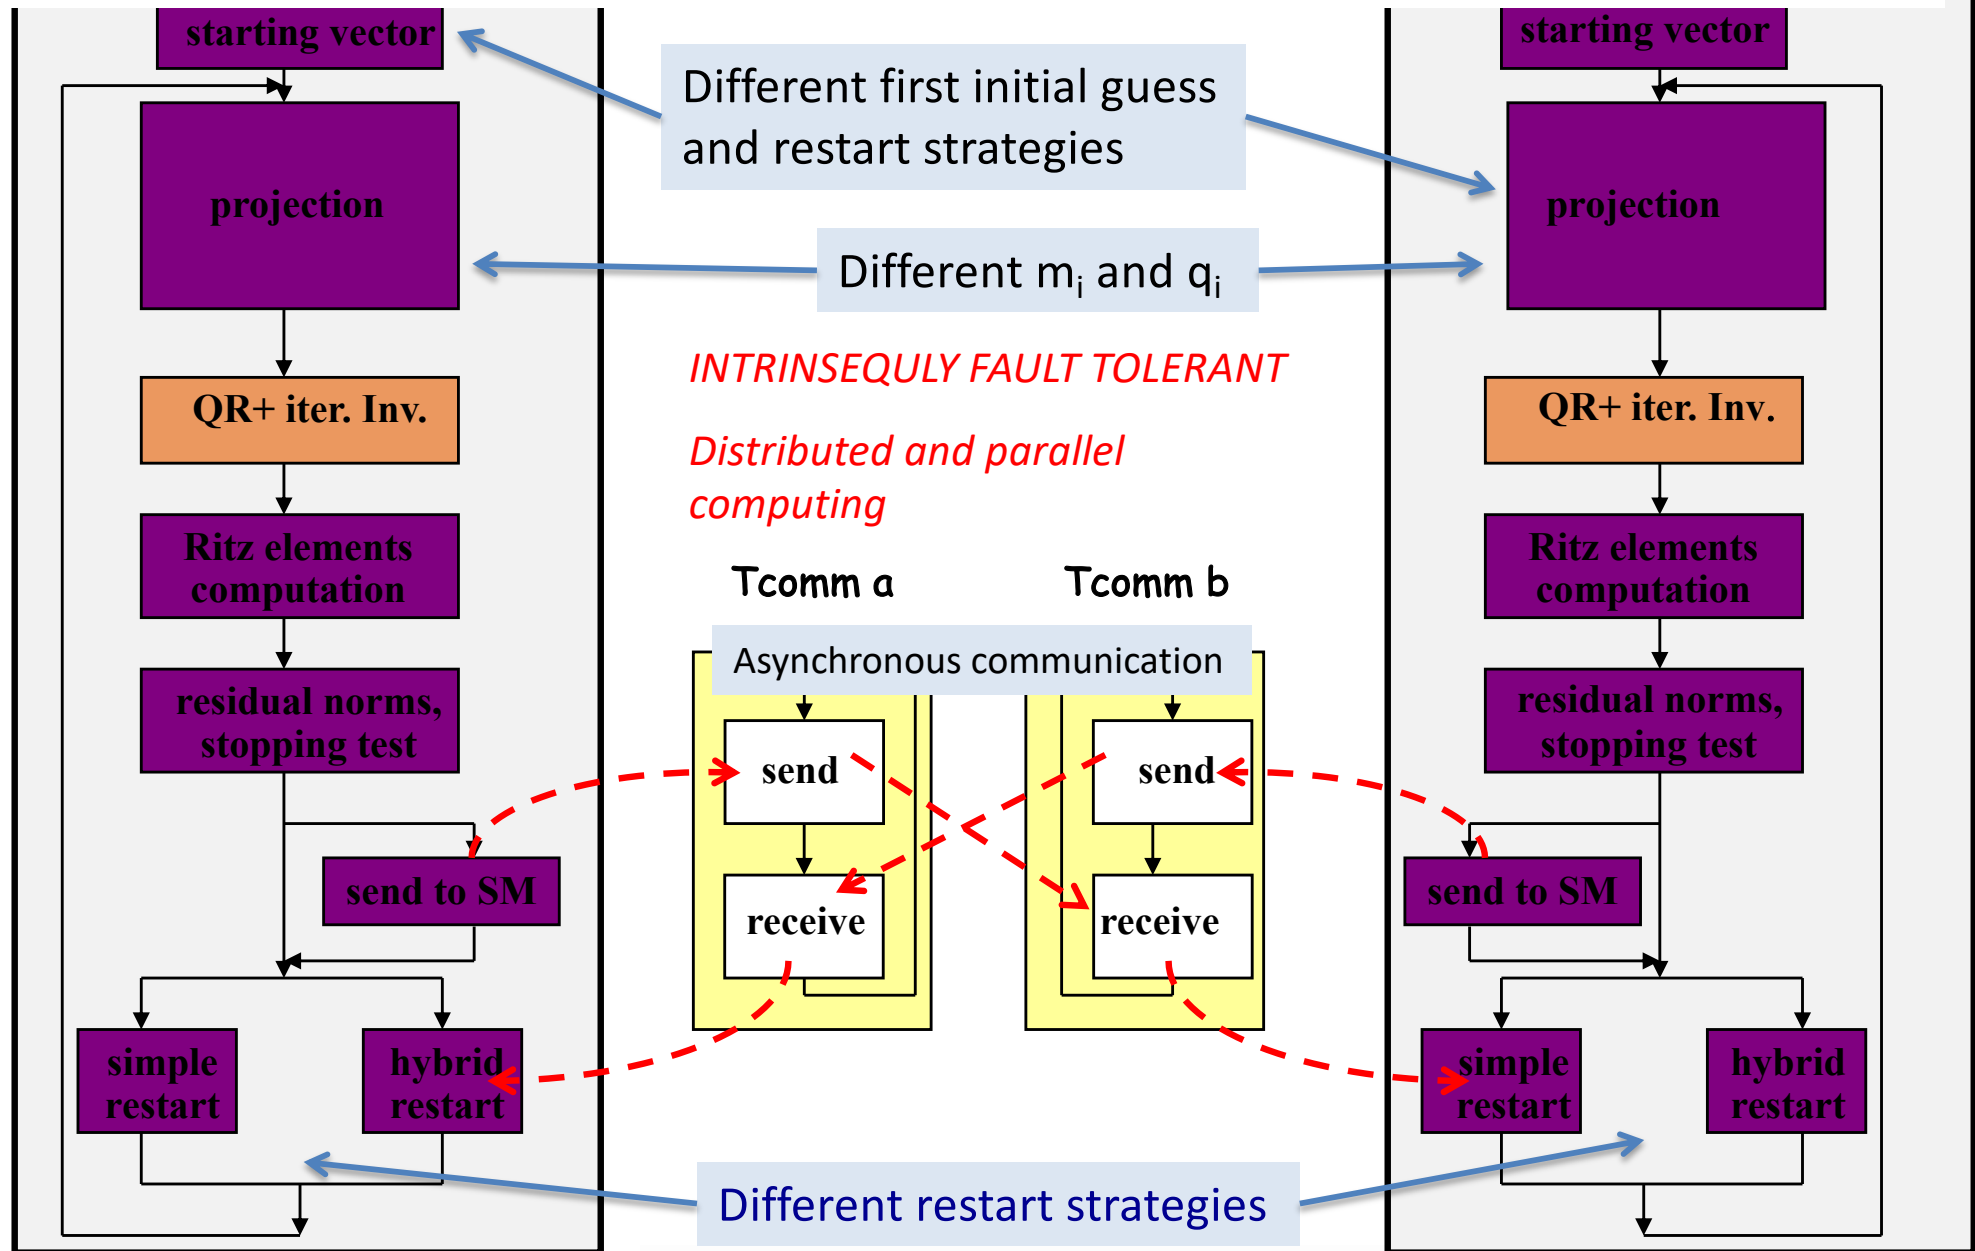 starting vector
projection
QR+ iter. Inv.
Ritz elements
computation
residual norms,
stopping test
send to SM
simple
restart
hybrid
restart
Different first initial guess
and restart strategies
Different mi and qi
INTRINSEQULY FAULT TOLERANT
Distributed and parallel
computing
Tcomm a
Tcomm b
Asynchronous communication
send
receive
send
receive
Different restart strategies
starting vector
projection
QR+ iter. Inv.
Ritz elements
computation
residual norms,
stopping test
send to SM
simple
restart
hybrid
restart